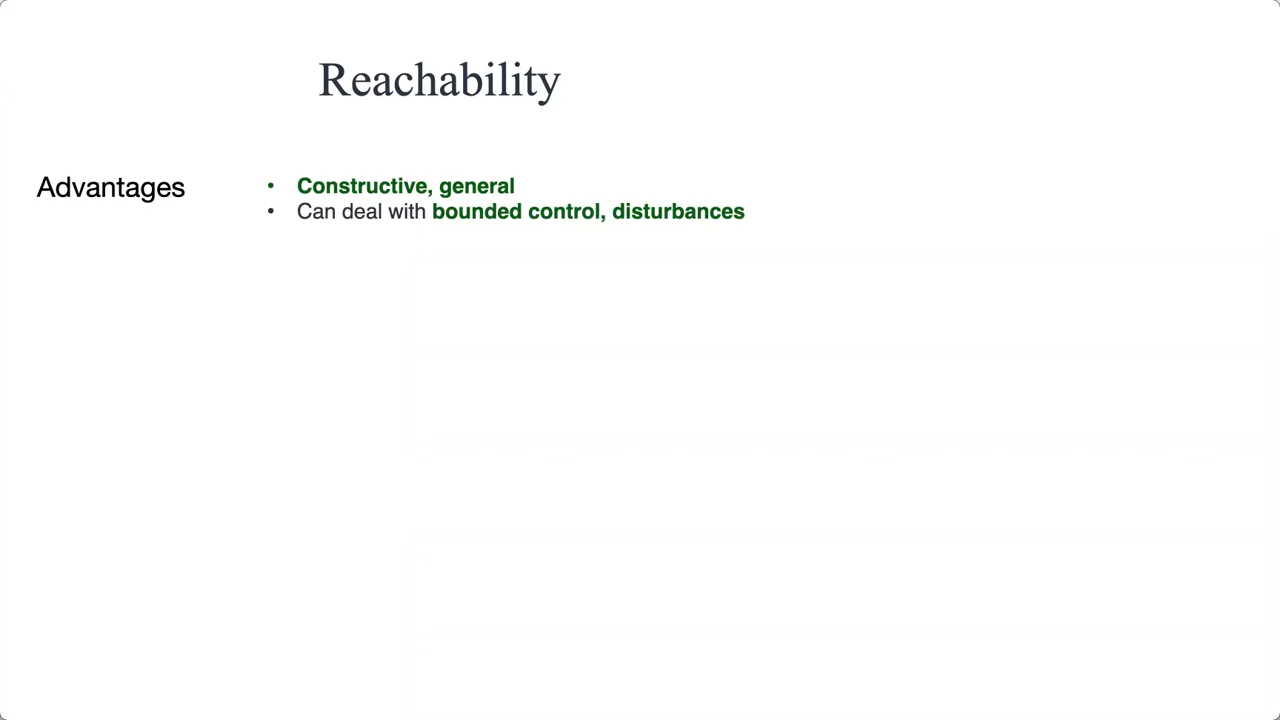 Reachability
Advantages
• Constructive, general
• Can deal with bounded control, disturbances